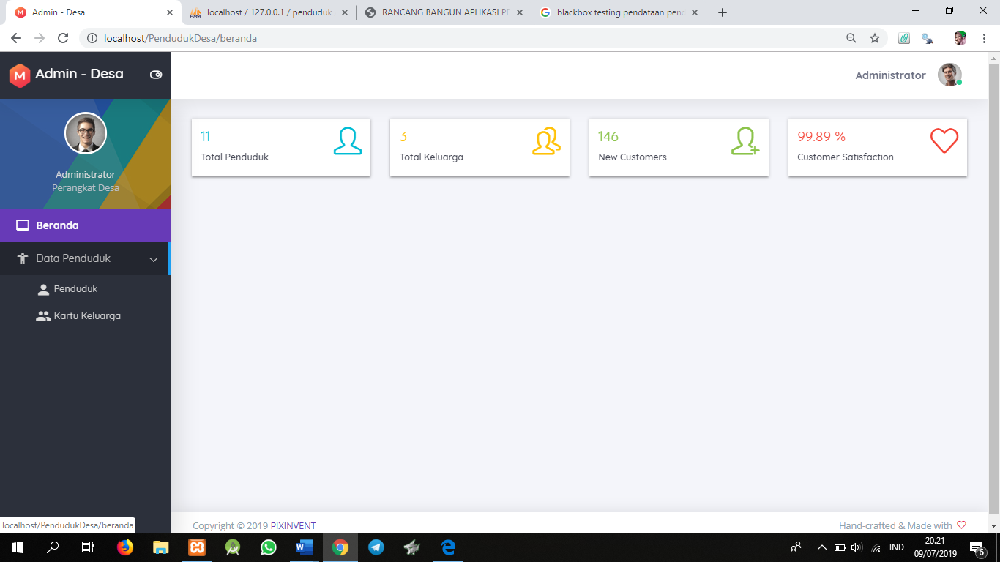 Admin - Desa
localhost / 127.0.0.1 / penduduk
RANCANG BANGUN APLIKASI PE
blackbox testing pendataan pend
localhost/PendudukDesa/beranda
M Admin - Desa
Administrator
Administrator
Perangkat Desa
Beranda
Data Penduduk
Penduduk
Kartu Keluarga
11
Total Penduduk
3
Total Keluarga
146
New Customers
99.89 %
Customer Satisfaction
localhost/PendudukDesa/beranda
Copyright © 2019 PIXINVENT
Hand-crafted & Made with
IND
20.21
09/07/2019
6